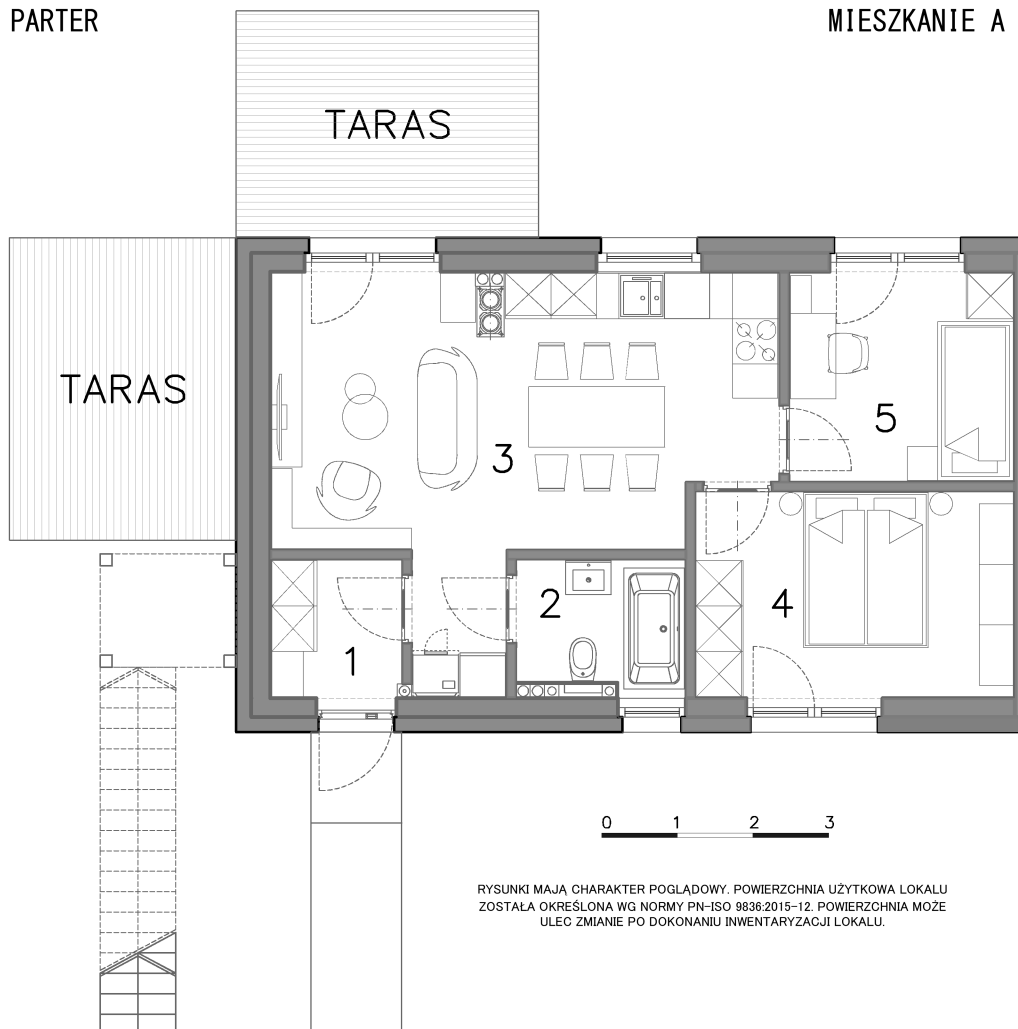 PARTER
MIESZKANIE A
TARAS
TARAS
3
5
1
2
4
0 1 2 3
RYSUNKI MAJĄ CHARAKTER POGLĄDOWY. POWIERZCHNIA UŻYTKOWA LOKALU
ZOSTAŁA OKREŚLONA WG NORMY PN-ISO 9836:2015-12. POWIERZCHNIA MOŻE
ULEC ZMIANIE PO DOKONANIU INWENTARYZACJI LOKALU.